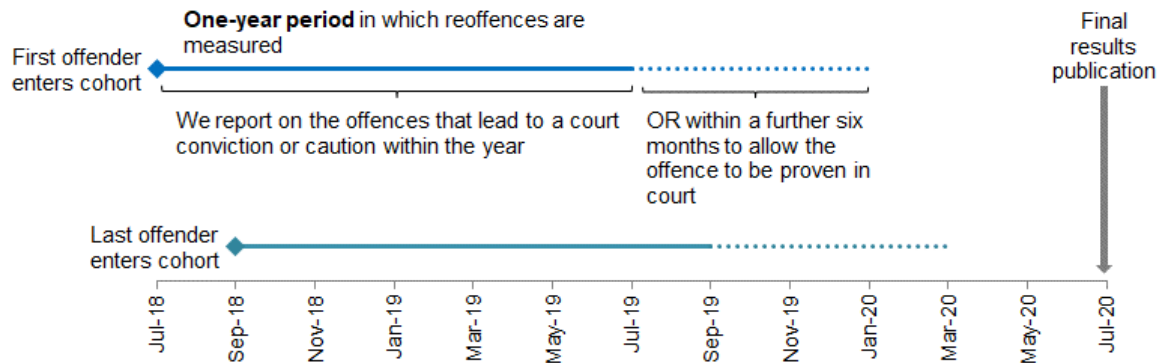 One-year period in which reoffences are
measured
First offender
enters cohort
Final
results
publication
We report on the offences that lead to a court
conviction or caution within the year
OR within a further six
months to allow the
offence to be proven in
court
Last offender
enters cohort
Jul-18
Sep-18
Nov-18
Jan-19
Mar-19
May-19
Jul-19
Sep-19
Nov-19
Jan-20
Mar-20
May-20
Jul-20